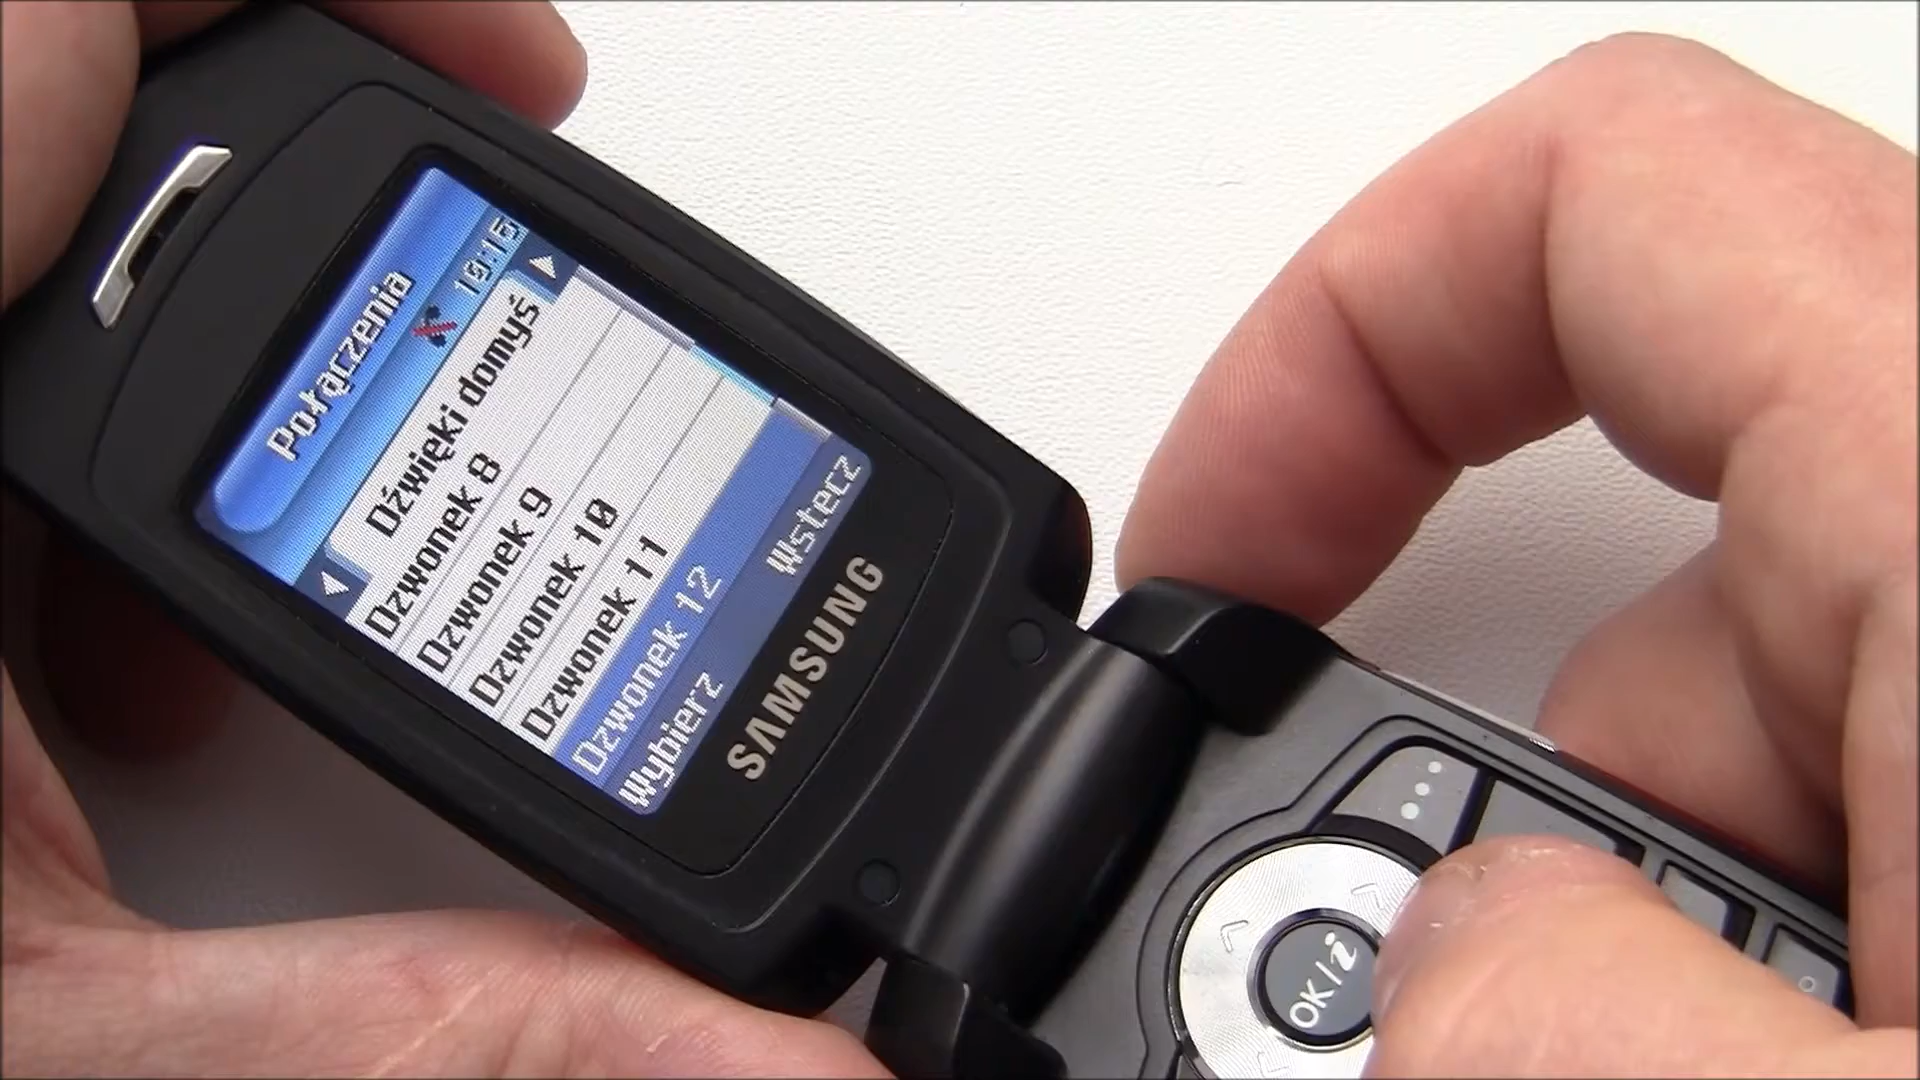 Połączenia
10:15
Dźwięki domyś
Dzwonek 8
Dzwonek 9
Dzwonek 10
Dzwonek 11
Dzwonek 12
Wybierz Wstecz
SAMSUNG
OK/i